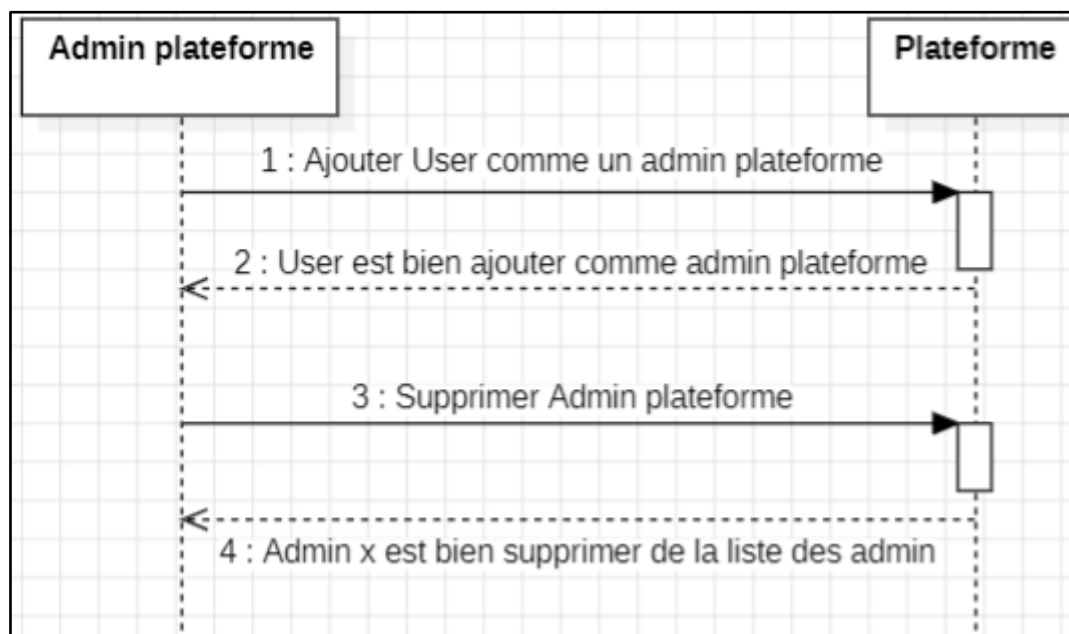 Admin plateforme
Plateforme
1 : Ajouter User comme un admin plateforme
2 : User est bien ajouter comme admin plateforme
3 : Supprimer Admin plateforme
4 : Admin x est bien supprimer de la liste des admin